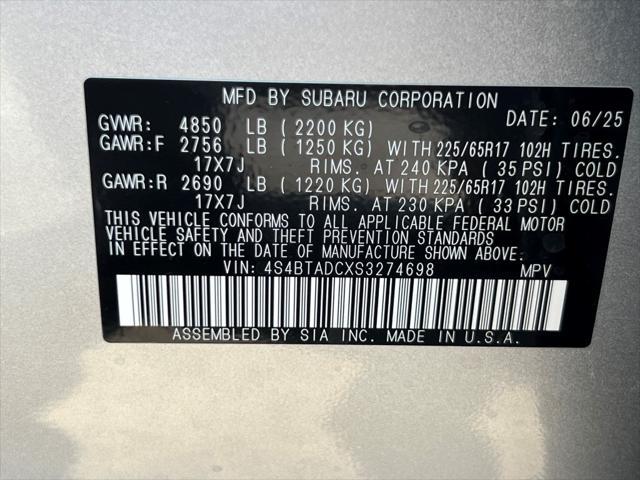 MFD BY SUBARU CORPORATION DATE: 06/25
GVWR: 4850 LB (2200 KG)
GAWR:F 2756 LB (1250 KG) WITH 225/65R17 102H TIRES.
17X7J RIMS. AT 240 KPA (35 PSI) COLD
GAWR:R 2690 LB (1220 KG) WITH 225/65R17 102H TIRES.
17X7J RIMS. AT 230 KPA (33 PSI) COLD
THIS VEHICLE CONFORMS TO ALL APPLICABLE FEDERAL MOTOR
VEHICLE SAFETY AND THEFT PREVENTION STANDARDS
IN EFFECT ON THE DATE OF MANUFACTURE SHOWN ABOVE.
VIN: 4S4BTADCXS3274698 MPV
ASSEMBLED BY SIA INC. MADE IN U.S.A.